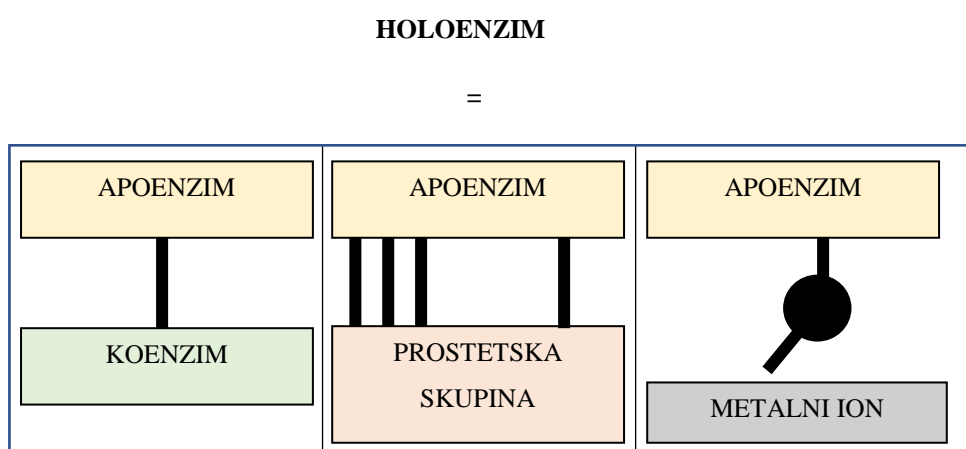 HOLOENZIM
=
APOENZIM
APOENZIM
APOENZIM
KOENZIM
PROSTETSKA
SKUPINA
METALNI ION